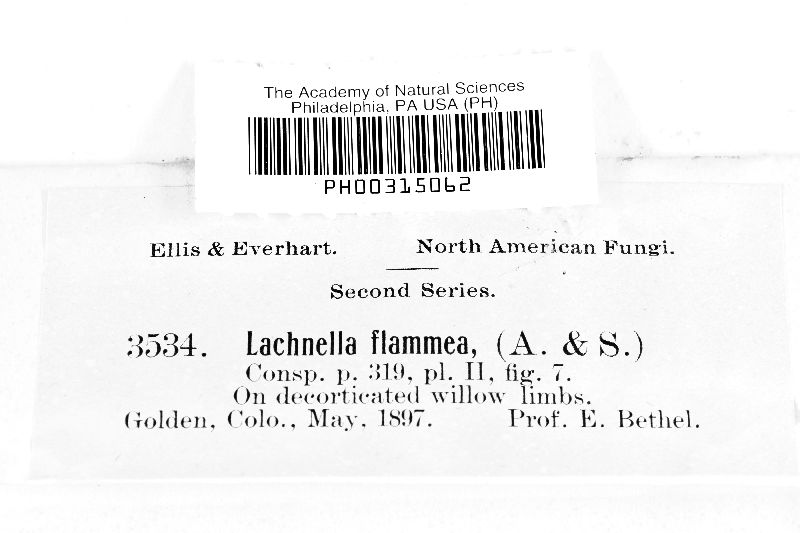 The Academy of Natural Sciences
Philadelphia, PA USA (PH)
PH00315062
Ellis & Everhart. North American Fungi.
Second Series.
3534. Lachnella flammea, (A. & S.)
Consp. p. 319, pl. II, fig. 7.
On decorticated willow limbs.
Golden, Colo., May, 1897. Prof. E. Bethel.